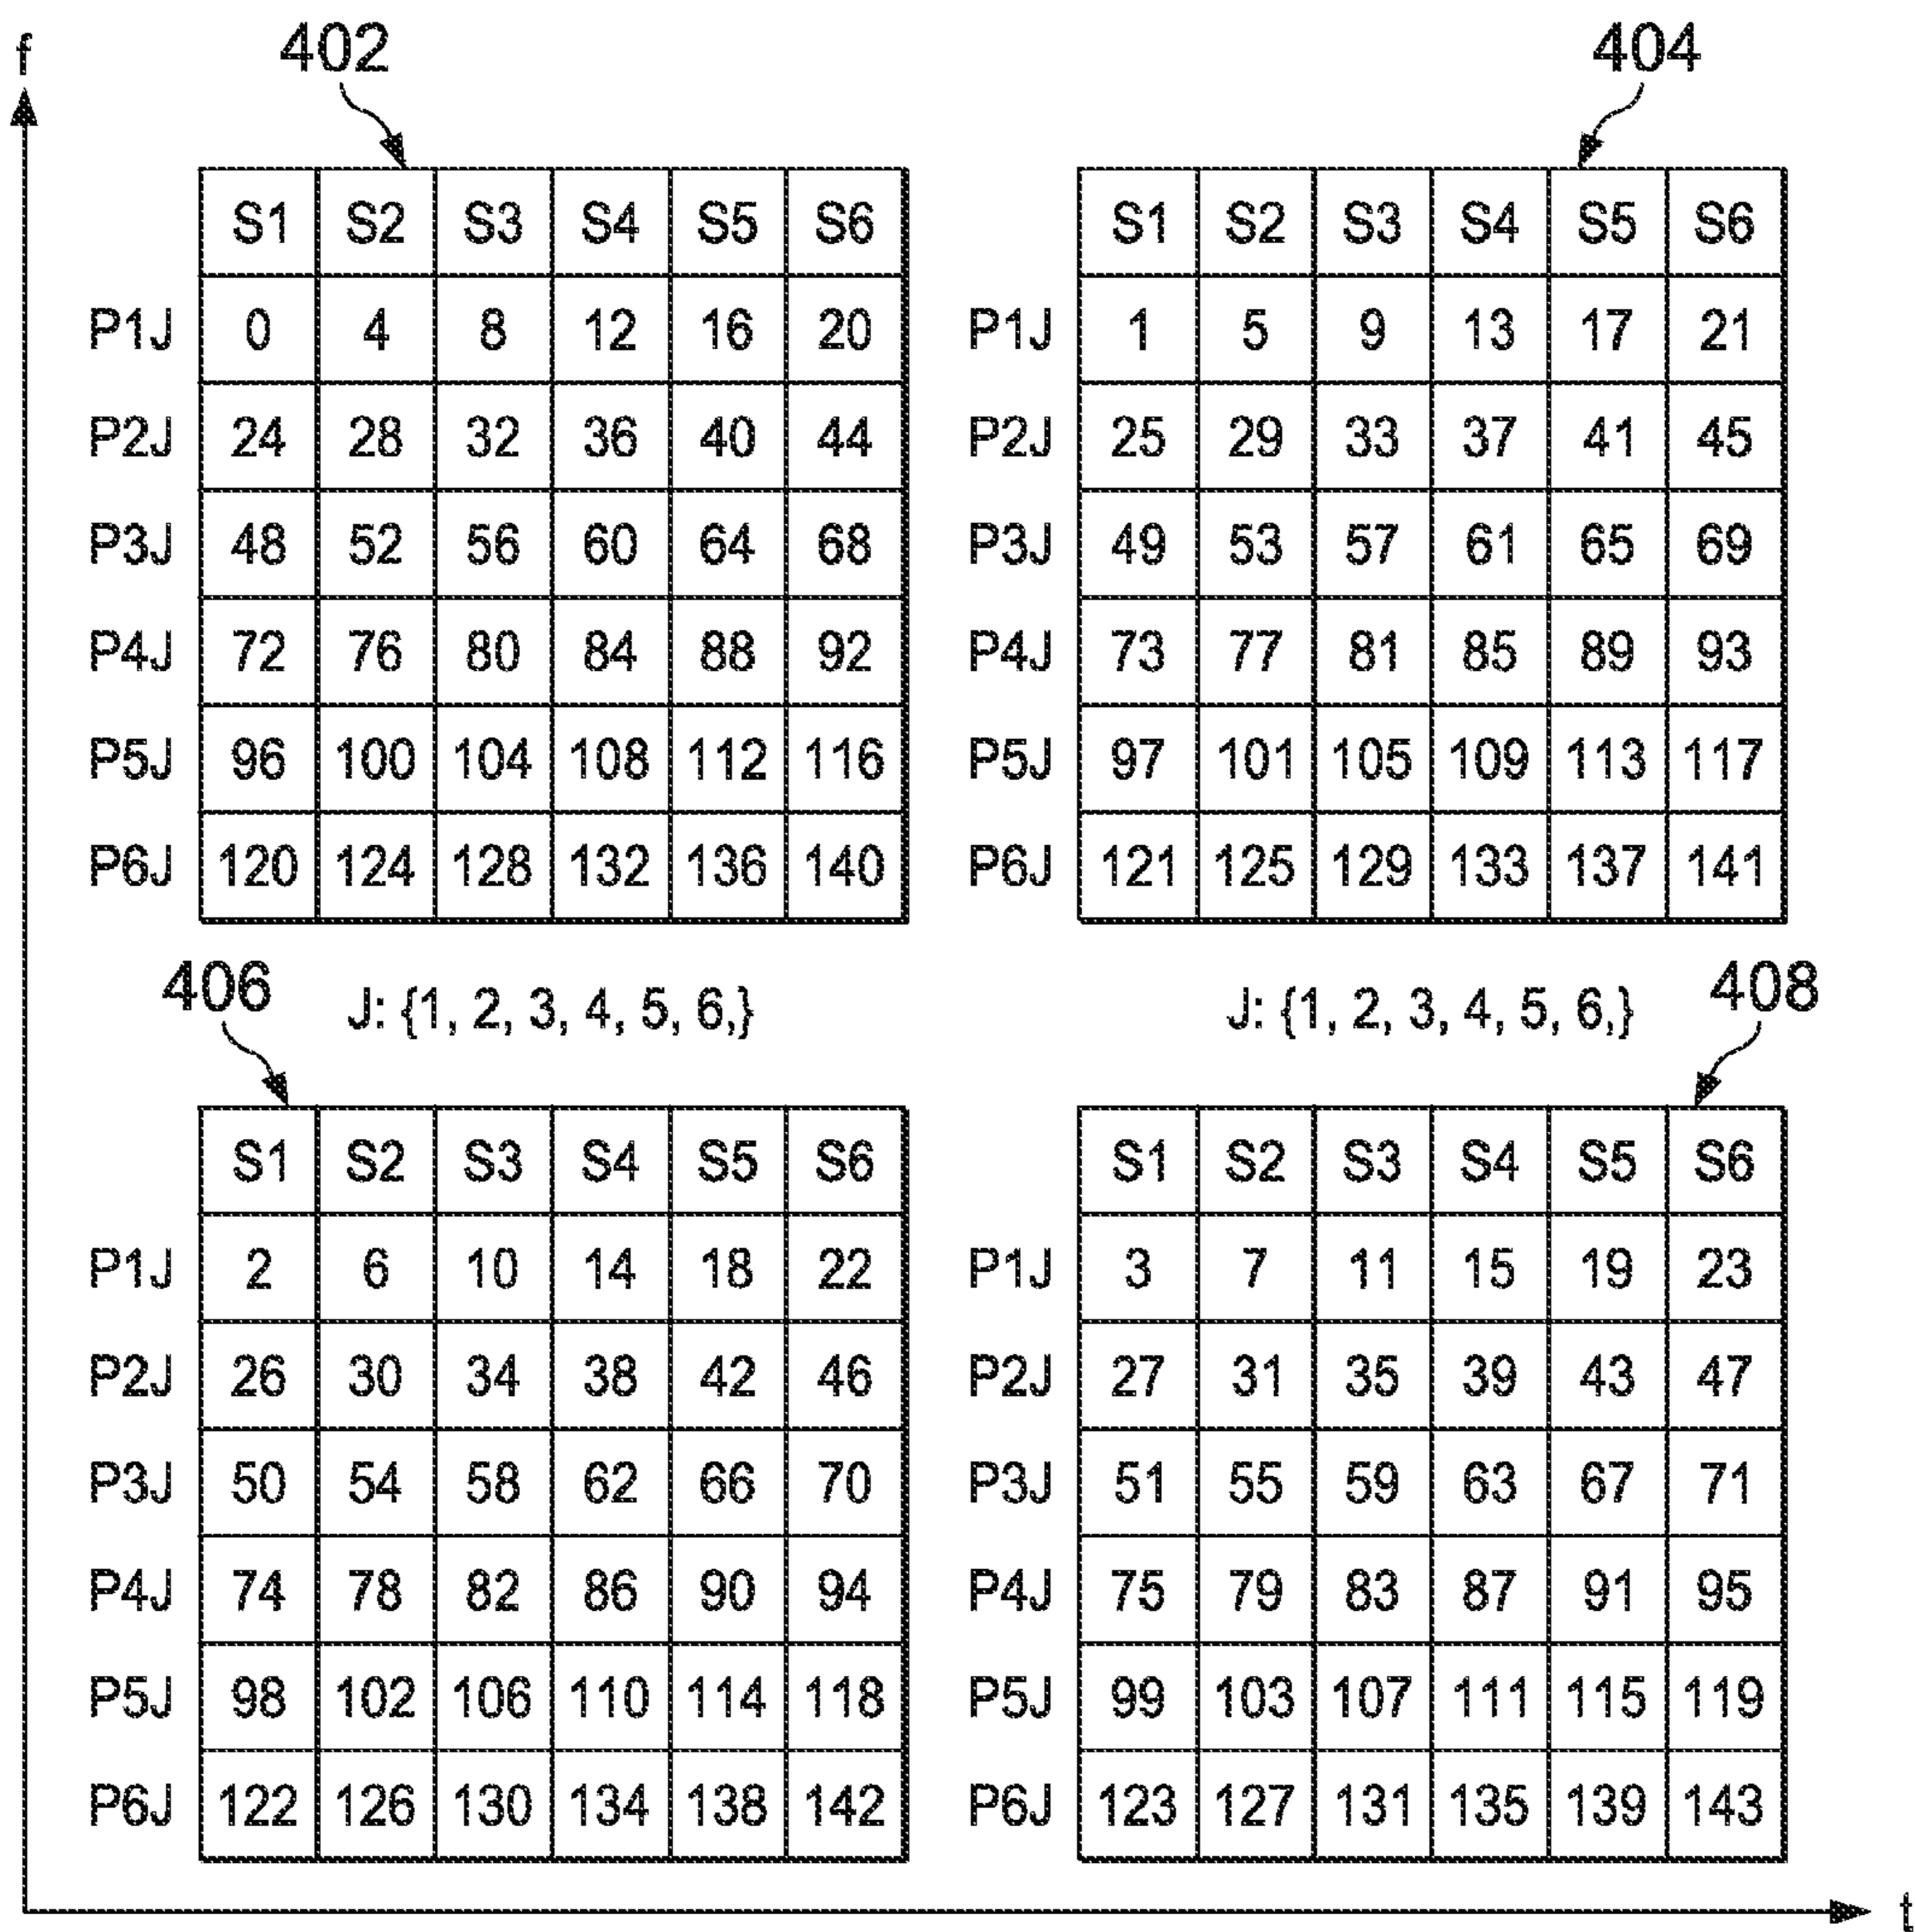 f
402
404
S1 S2 S3 S4 S5 S6
P1J 0 4 8 12 16 20
P2J 24 28 32 36 40 44
P3J 48 52 56 60 64 68
P4J 72 76 80 84 88 92
P5J 96 100 104 108 112 116
P6J 120 124 128 132 136 140
S1 S2 S3 S4 S5 S6
P1J 1 5 9 13 17 21
P2J 25 29 33 37 41 45
P3J 49 53 57 61 65 69
P4J 73 77 81 85 89 93
P5J 97 101 105 109 113 117
P6J 121 125 129 133 137 141
406
J: {1, 2, 3, 4, 5, 6,}
J: {1, 2, 3, 4, 5, 6,}
408
S1 S2 S3 S4 S5 S6
P1J 2 6 10 14 18 22
P2J 26 30 34 38 42 46
P3J 50 54 58 62 66 70
P4J 74 78 82 86 90 94
P5J 98 102 106 110 114 118
P6J 122 126 130 134 138 142
S1 S2 S3 S4 S5 S6
P1J 3 7 11 15 19 23
P2J 27 31 35 39 43 47
P3J 51 55 59 63 67 71
P4J 75 79 83 87 91 95
P5J 99 103 107 111 115 119
P6J 123 127 131 135 139 143
t